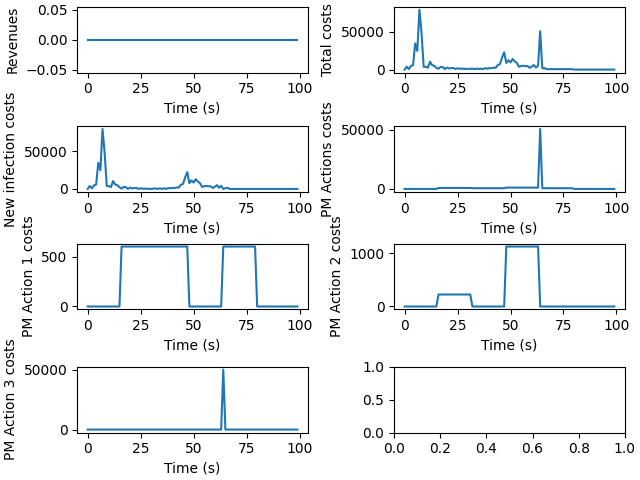 Revenues
0.05
0.00
−0.05
0 25 50 75 100
Time (s)
Total costs
50000
0
0 25 50 75 100
Time (s)
New infection costs
50000
0
0 25 50 75 100
Time (s)
PM Actions costs
50000
0
0 25 50 75 100
Time (s)
PM Action 1 costs
500
0
0 25 50 75 100
Time (s)
PM Action 2 costs
1000
0
0 25 50 75 100
Time (s)
PM Action 3 costs
50000
0
0 25 50 75 100
Time (s)
1.0
0.5
0.0
0.0 0.2 0.4 0.6 0.8 1.0